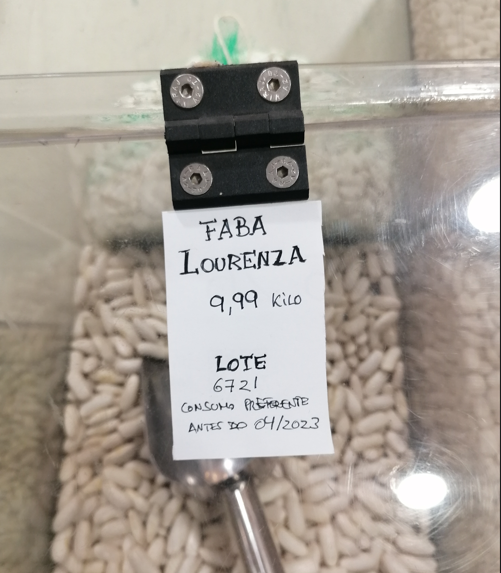 FABA
LOURENZA
9,99 KILO
LOTE
6721
CONSUMO PREFERENTE
ANTES DO 04/2023